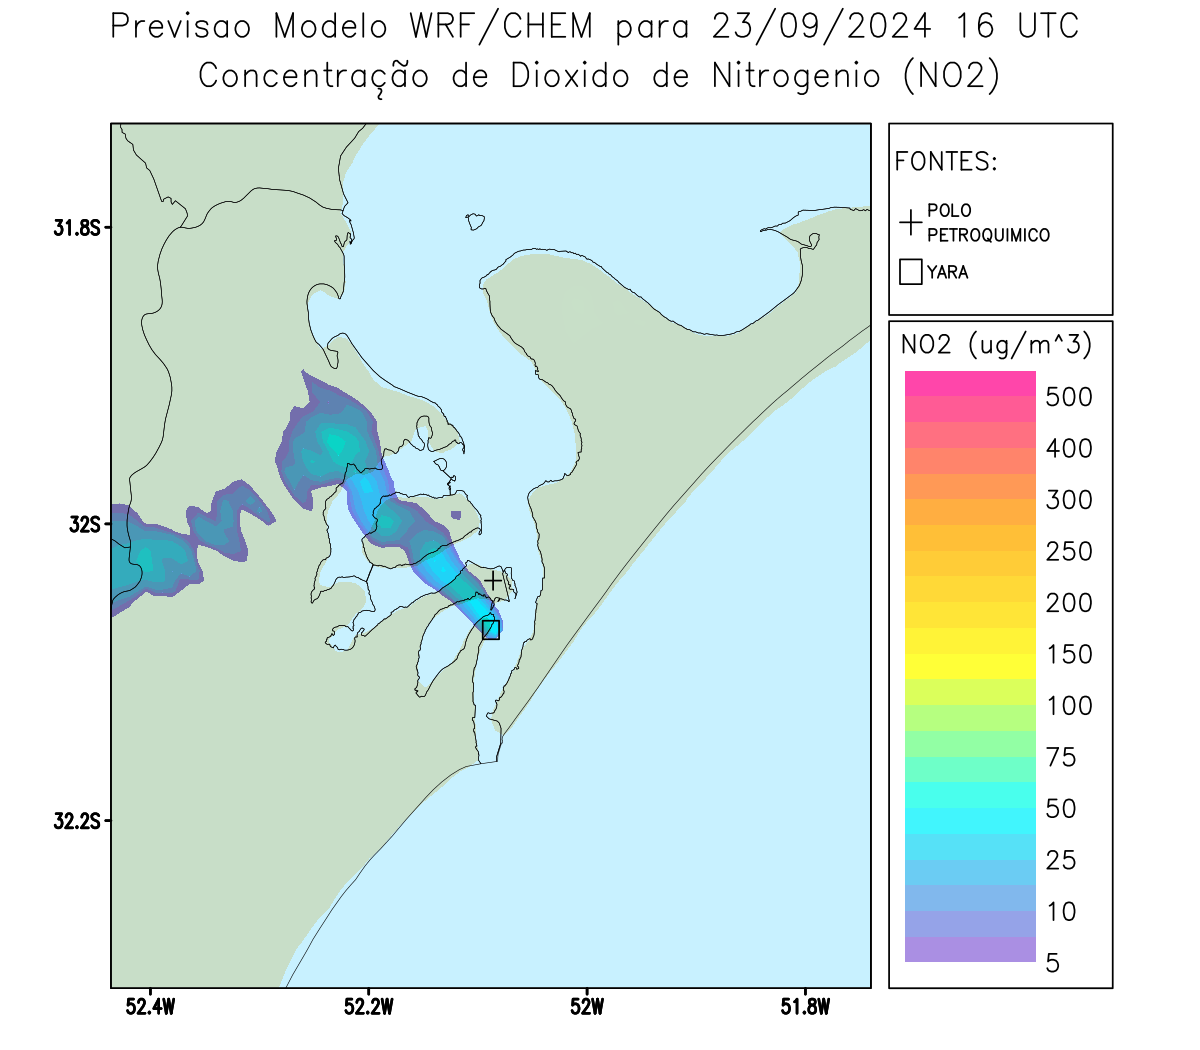 Previsao Modelo WRF/CHEM para 23/09/2024 16 UTC
Concentração de Dioxido de Nitrogenio (NO2)
FONTES:
POLO
PETROQUIMICO
YARA
NO2 (ug/m^3)
500
400
300
250
200
150
100
75
50
25
10
5
31.8S
32S
32.2S
52.4W
52.2W
52W
51.8W